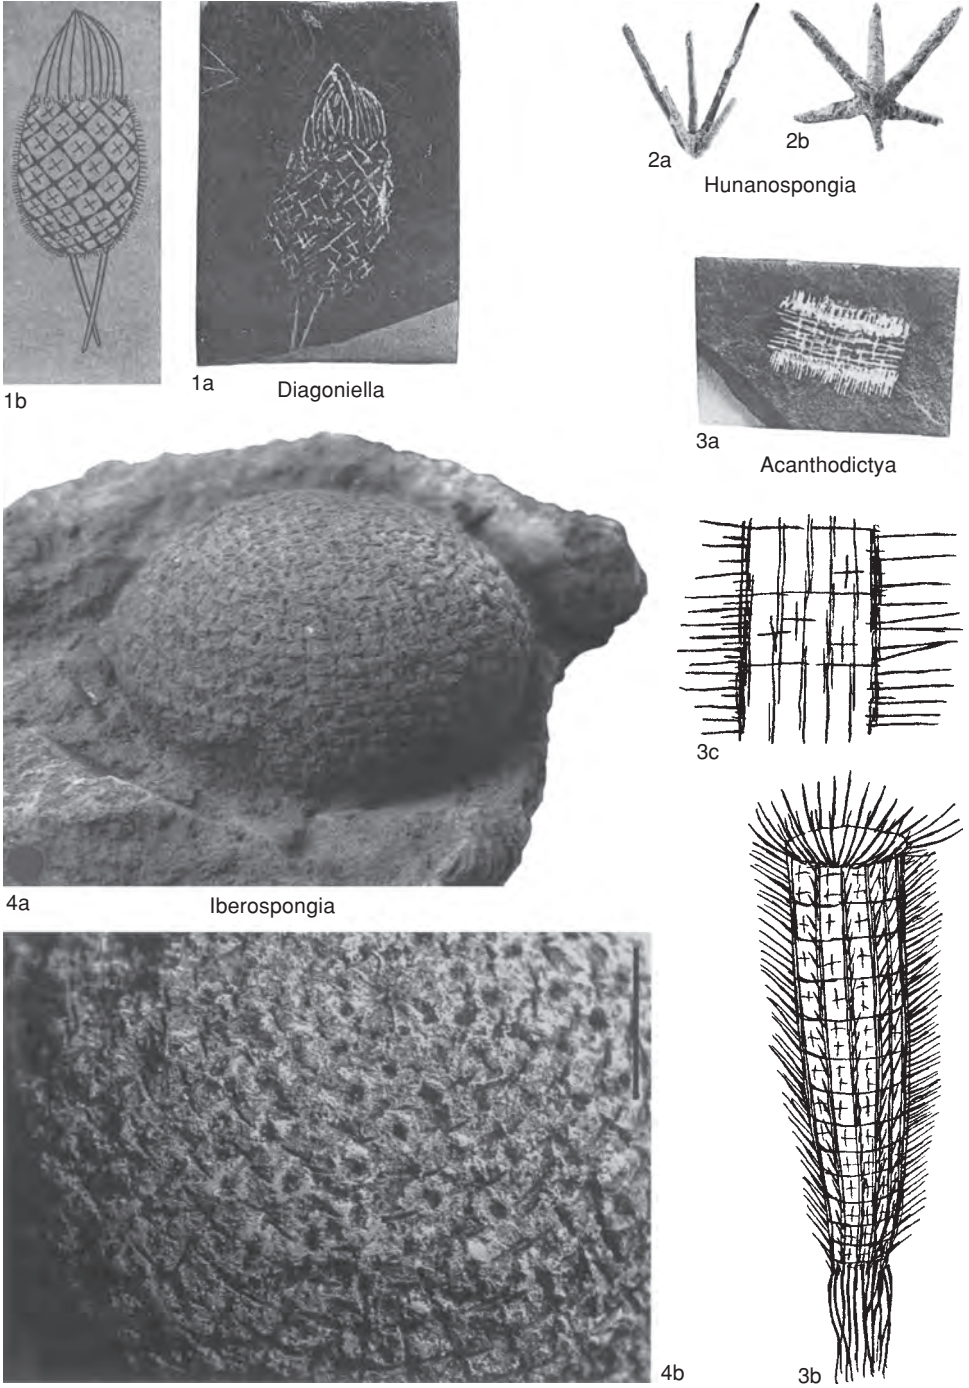 2a
2b
Hunanospongia
1b
1a
Diagoniella
3a
Acanthodictya
3c
4a
Iberospongia
4b
3b